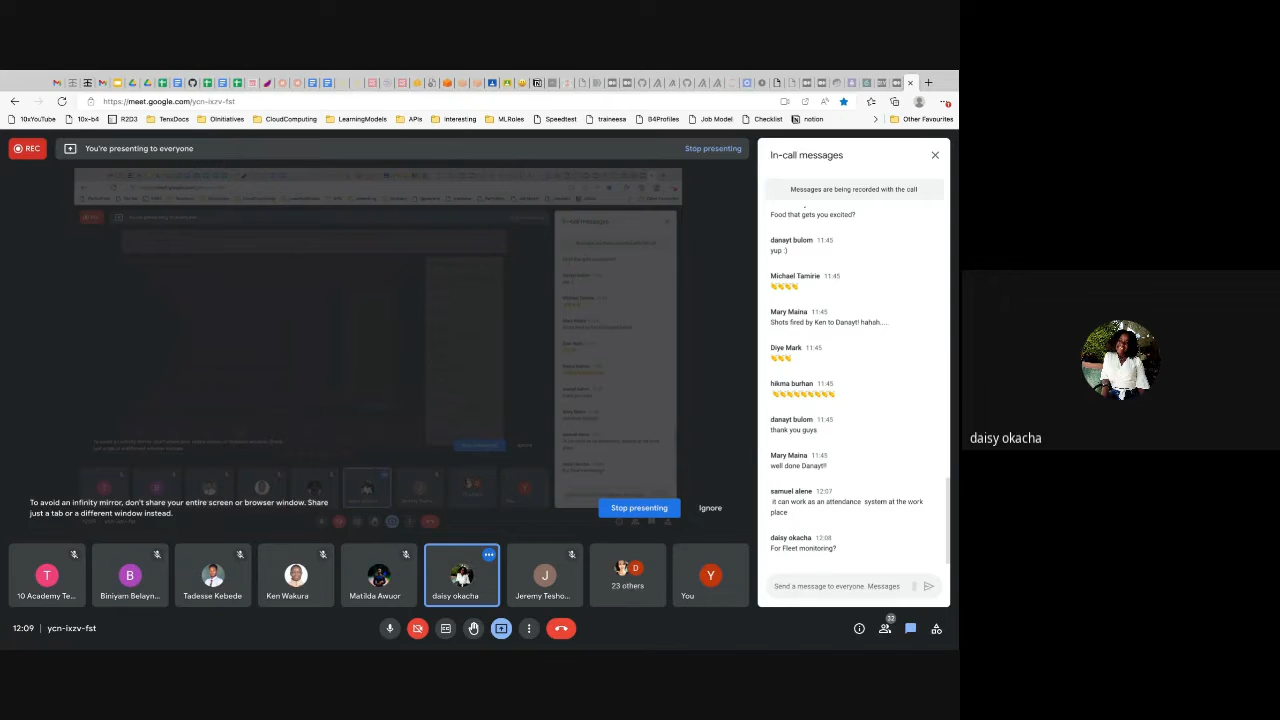 https://meet.google.com/ycn-ixzv-fst
10xYouTube
10x-b4
R2D3
TenxDocs
OInitiatives
CloudComputing
LearningModels
APIs
Interesting
MLRoles
Speedtest
traineesa
B4Profiles
Job Model
Checklist
notion
Other Favourites
REC
You're presenting to everyone
Stop presenting
In-call messages
Messages are being recorded with the call
Food that gets you excited?
danayt bulom 11:45
yup :)
Michael Tamirie 11:45
👏👏👏👏
Mary Maina 11:45
Shots fired by Ken to Danayt! hahah....
Diye Mark 11:45
👏👏👏
hikma burhan 11:45
👏👏👏👏👏👏👏👏👏
danayt bulom 11:45
thank you guys
Mary Maina 11:45
well done Danayt!!
samuel alene 12:07
it can work as an attendance system at the work
place
daisy okacha 12:08
For Fleet monitoring?
Send a message to everyone. Messages
To avoid an infinity mirror, don't share your entire screen or browser window. Share
just a tab or a different window instead.
Stop presenting
Ignore
T
10 Academy Te...
B
Biniyam Belayn...
Tadesse Kebede
Ken Wakura
Matilda Awuor
daisy okacha
J
Jeremy Tesho...
D
23 others
Y
You
12:09 | ycn-ixzv-fst
32
daisy okacha